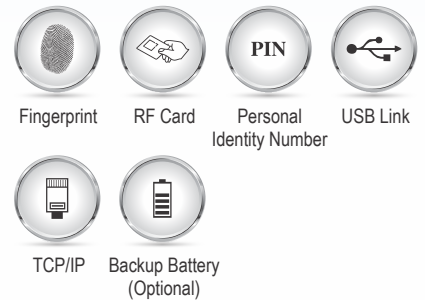 PIN
Fingerprint
RF Card
Personal
Identity Number
USB Link
TCP/IP
Backup Battery
(Optional)